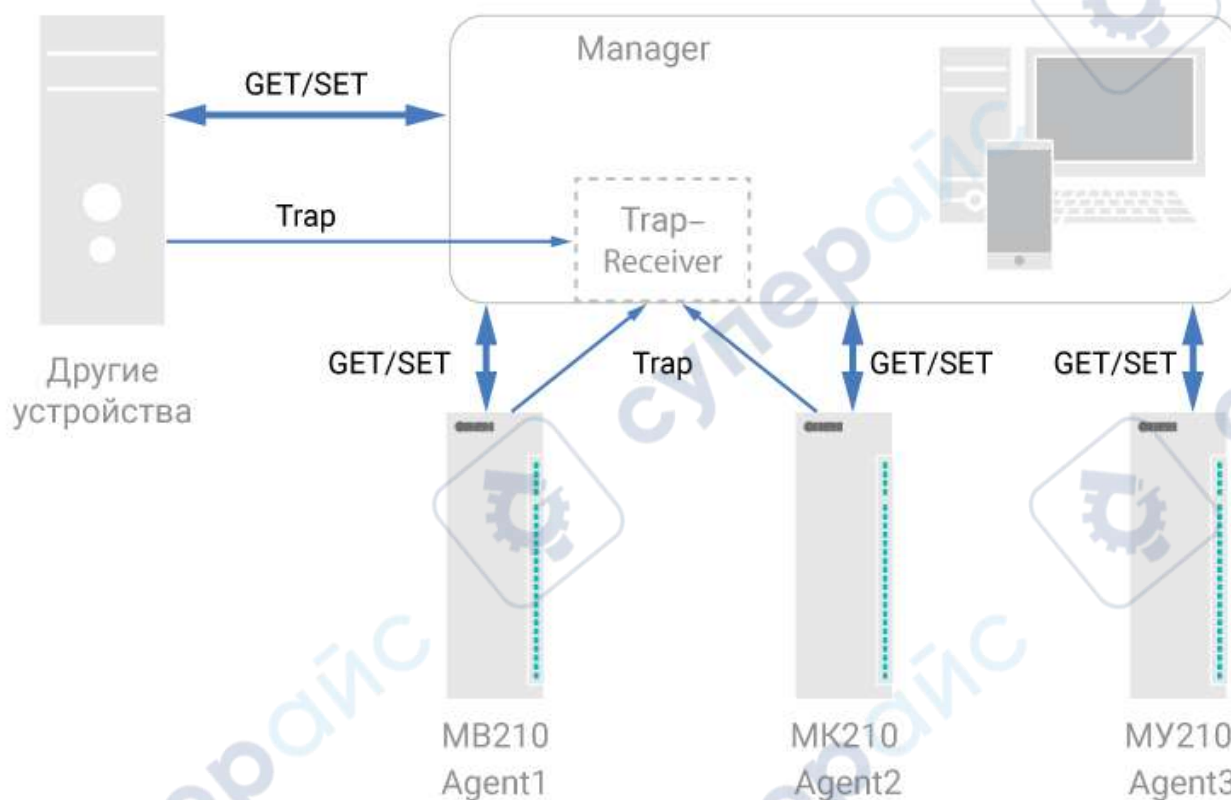 Manager
GET/SET
Trap
Trap–
Receiver
Другие
устройства
GET/SET
Trap
GET/SET
GET/SET
МВ210
Agent1
МК210
Agent2
МУ210
Agent3
суперайс